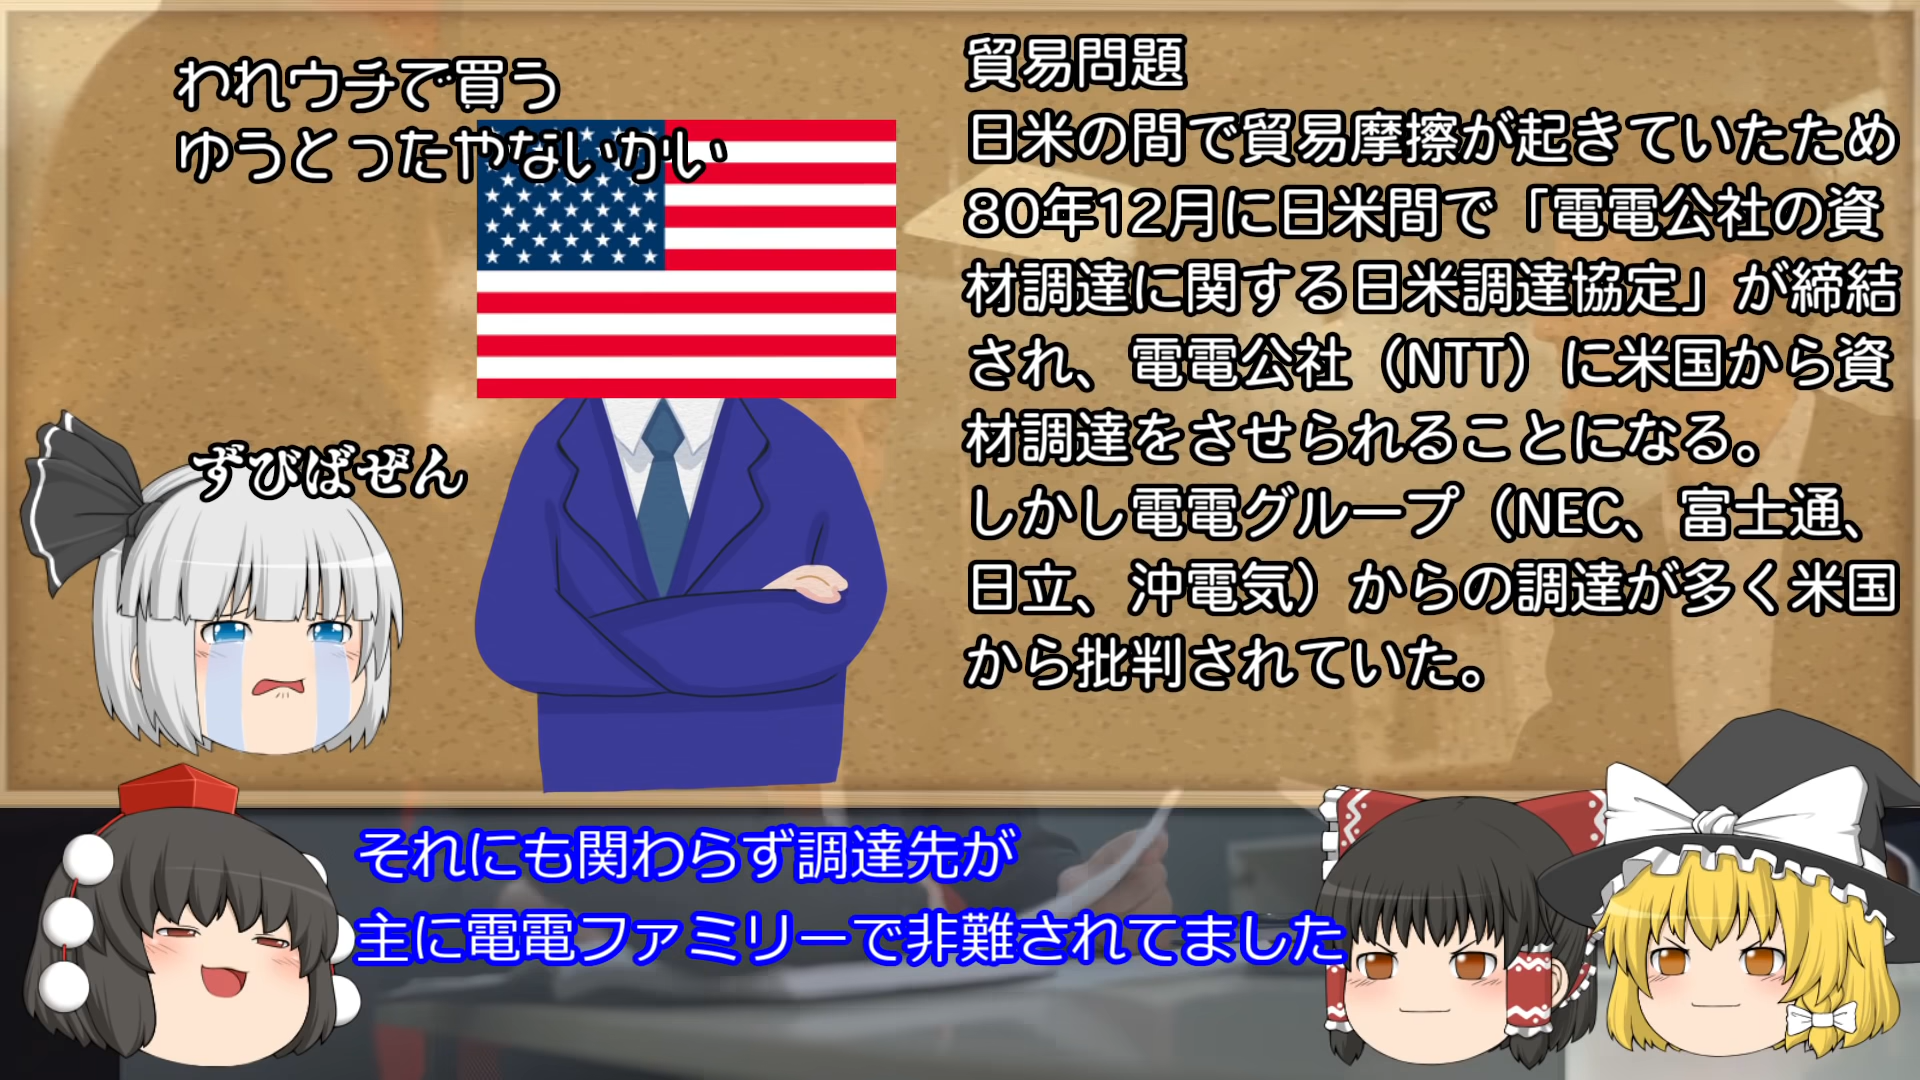 われウチで買う
ゆうとったやないかい
ずびばぜん
貿易問題
日米の間で貿易摩擦が起きていたため
80年12月に日米間で「電電公社の資
材調達に関する日米調達協定」が締結
され、電電公社（NTT）に米国から資
材調達をさせられることになる。
しかし電電グループ（NEC、富士通、
日立、沖電気）からの調達が多く米国
から批判されていた。
それにも関わらず調達先が
主に電電ファミリーで非難されてました